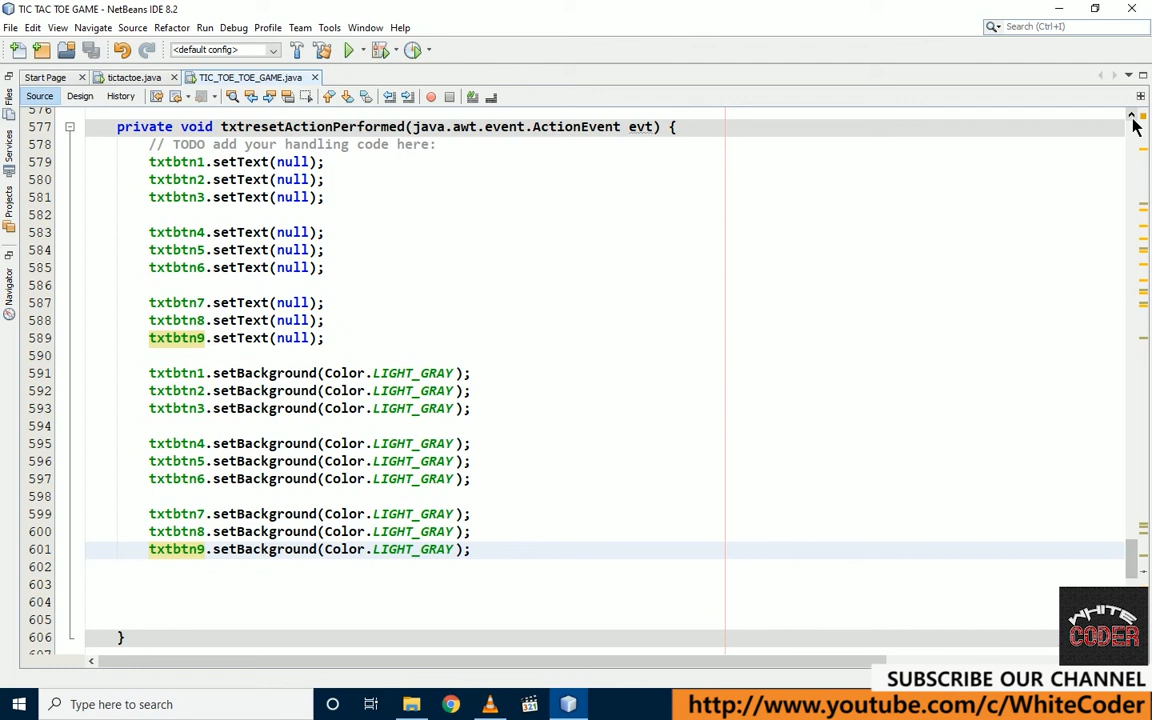 TIC TAC TOE GAME - NetBeans IDE 8.2
File Edit View Navigate Source Refactor Run Debug Profile Team Tools Window Help
Search (Ctrl+I)
<default config>
Start Page tictactoe.java TIC_TOE_TOE_GAME.java
Source Design History
Files
Services
Projects
Navigator
576
577 private void txtresetActionPerformed(java.awt.event.ActionEvent evt) {
578 // TODO add your handling code here:
579 txtbtn1.setText(null);
580 txtbtn2.setText(null);
581 txtbtn3.setText(null);
582
583 txtbtn4.setText(null);
584 txtbtn5.setText(null);
585 txtbtn6.setText(null);
586
587 txtbtn7.setText(null);
588 txtbtn8.setText(null);
589 txtbtn9.setText(null);
590
591 txtbtn1.setBackground(Color.LIGHT_GRAY);
592 txtbtn2.setBackground(Color.LIGHT_GRAY);
593 txtbtn3.setBackground(Color.LIGHT_GRAY);
594
595 txtbtn4.setBackground(Color.LIGHT_GRAY);
596 txtbtn5.setBackground(Color.LIGHT_GRAY);
597 txtbtn6.setBackground(Color.LIGHT_GRAY);
598
599 txtbtn7.setBackground(Color.LIGHT_GRAY);
600 txtbtn8.setBackground(Color.LIGHT_GRAY);
601 txtbtn9.setBackground(Color.LIGHT_GRAY);
602
603
604
605
606 }
607
WHITE
CODER
SUBSCRIBE OUR CHANNEL
Type here to search
321
http://www.youtube.com/c/WhiteCoder